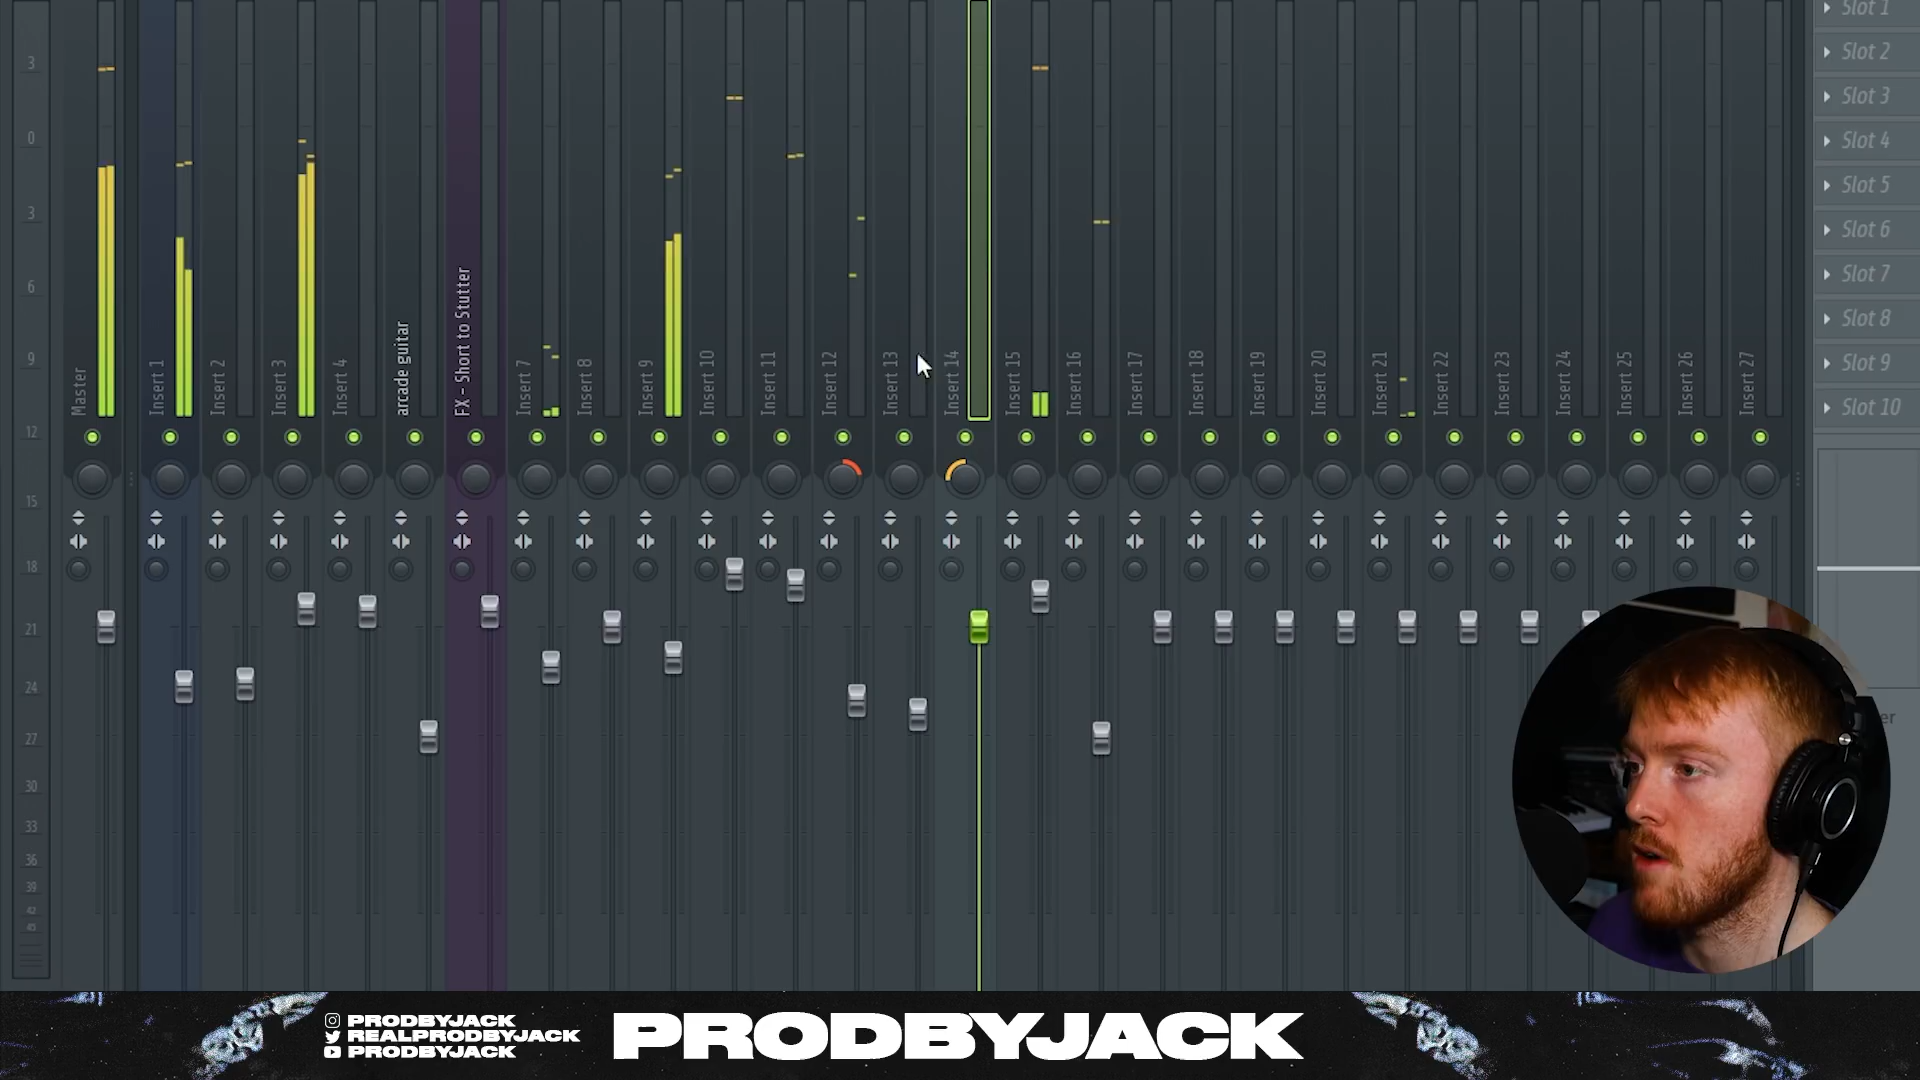 3
0
3
6
9
12
15
18
21
24
27
30
33
36
39
42
45
Master
Insert 1
Insert 2
Insert 3
Insert 4
arcade guitar
FX - Short to Stutter
Insert 7
Insert 8
Insert 9
Insert 10
Insert 11
Insert 12
Insert 13
Insert 14
Insert 15
Insert 16
Insert 17
Insert 18
Insert 19
Insert 20
Insert 21
Insert 22
Insert 23
Insert 24
Insert 25
Insert 26
Insert 27
Slot 1
Slot 2
Slot 3
Slot 4
Slot 5
Slot 6
Slot 7
Slot 8
Slot 9
Slot 10
PRODBYJACK
REALPRODBYJACK
PRODBYJACK
PRODBYJACK